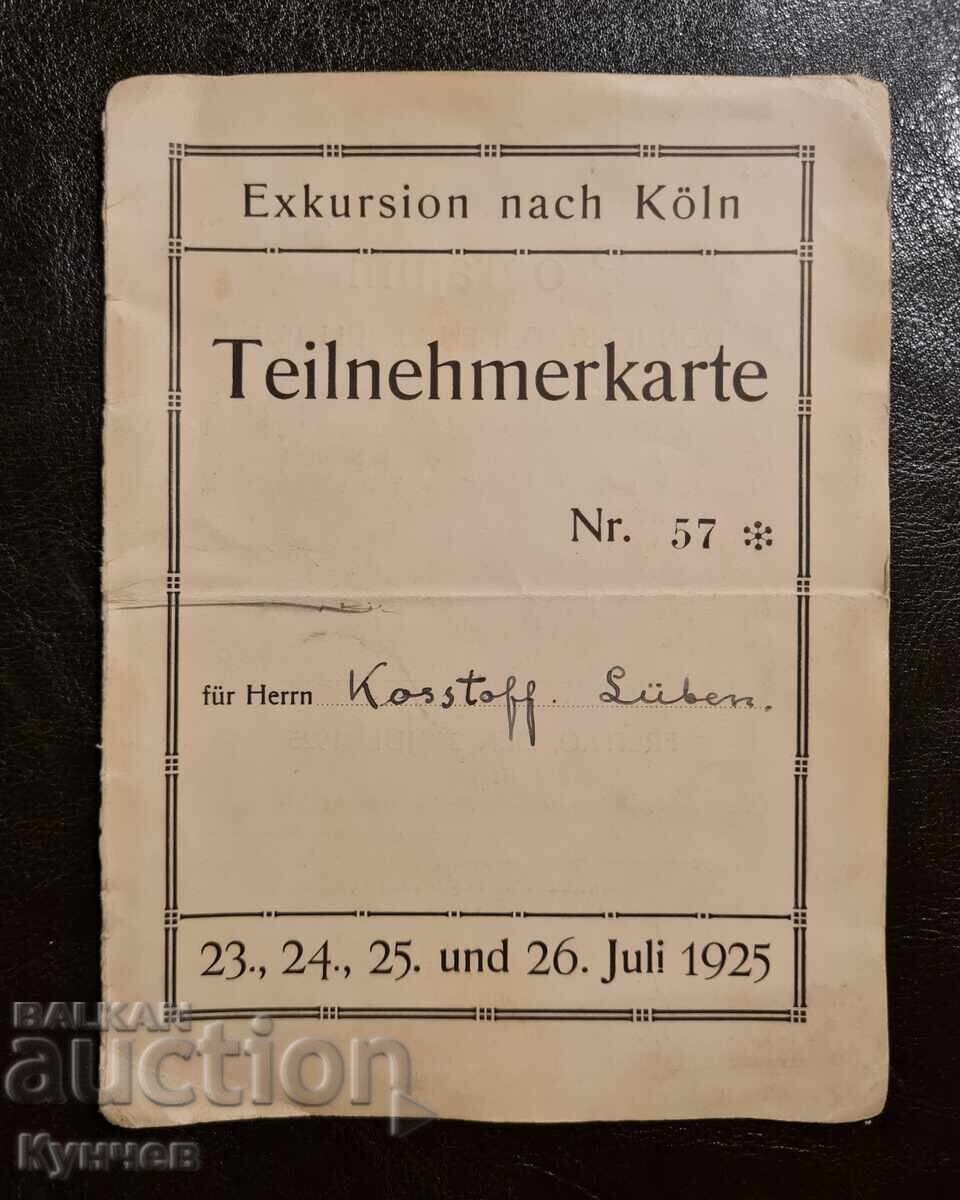 Exkursion nach Köln
Teilnehmerkarte
Nr. 57
für Herrn Kosstoff. Lüben.
23., 24., 25. und 26. Juli 1925
BALKAN
auction
Кунчев